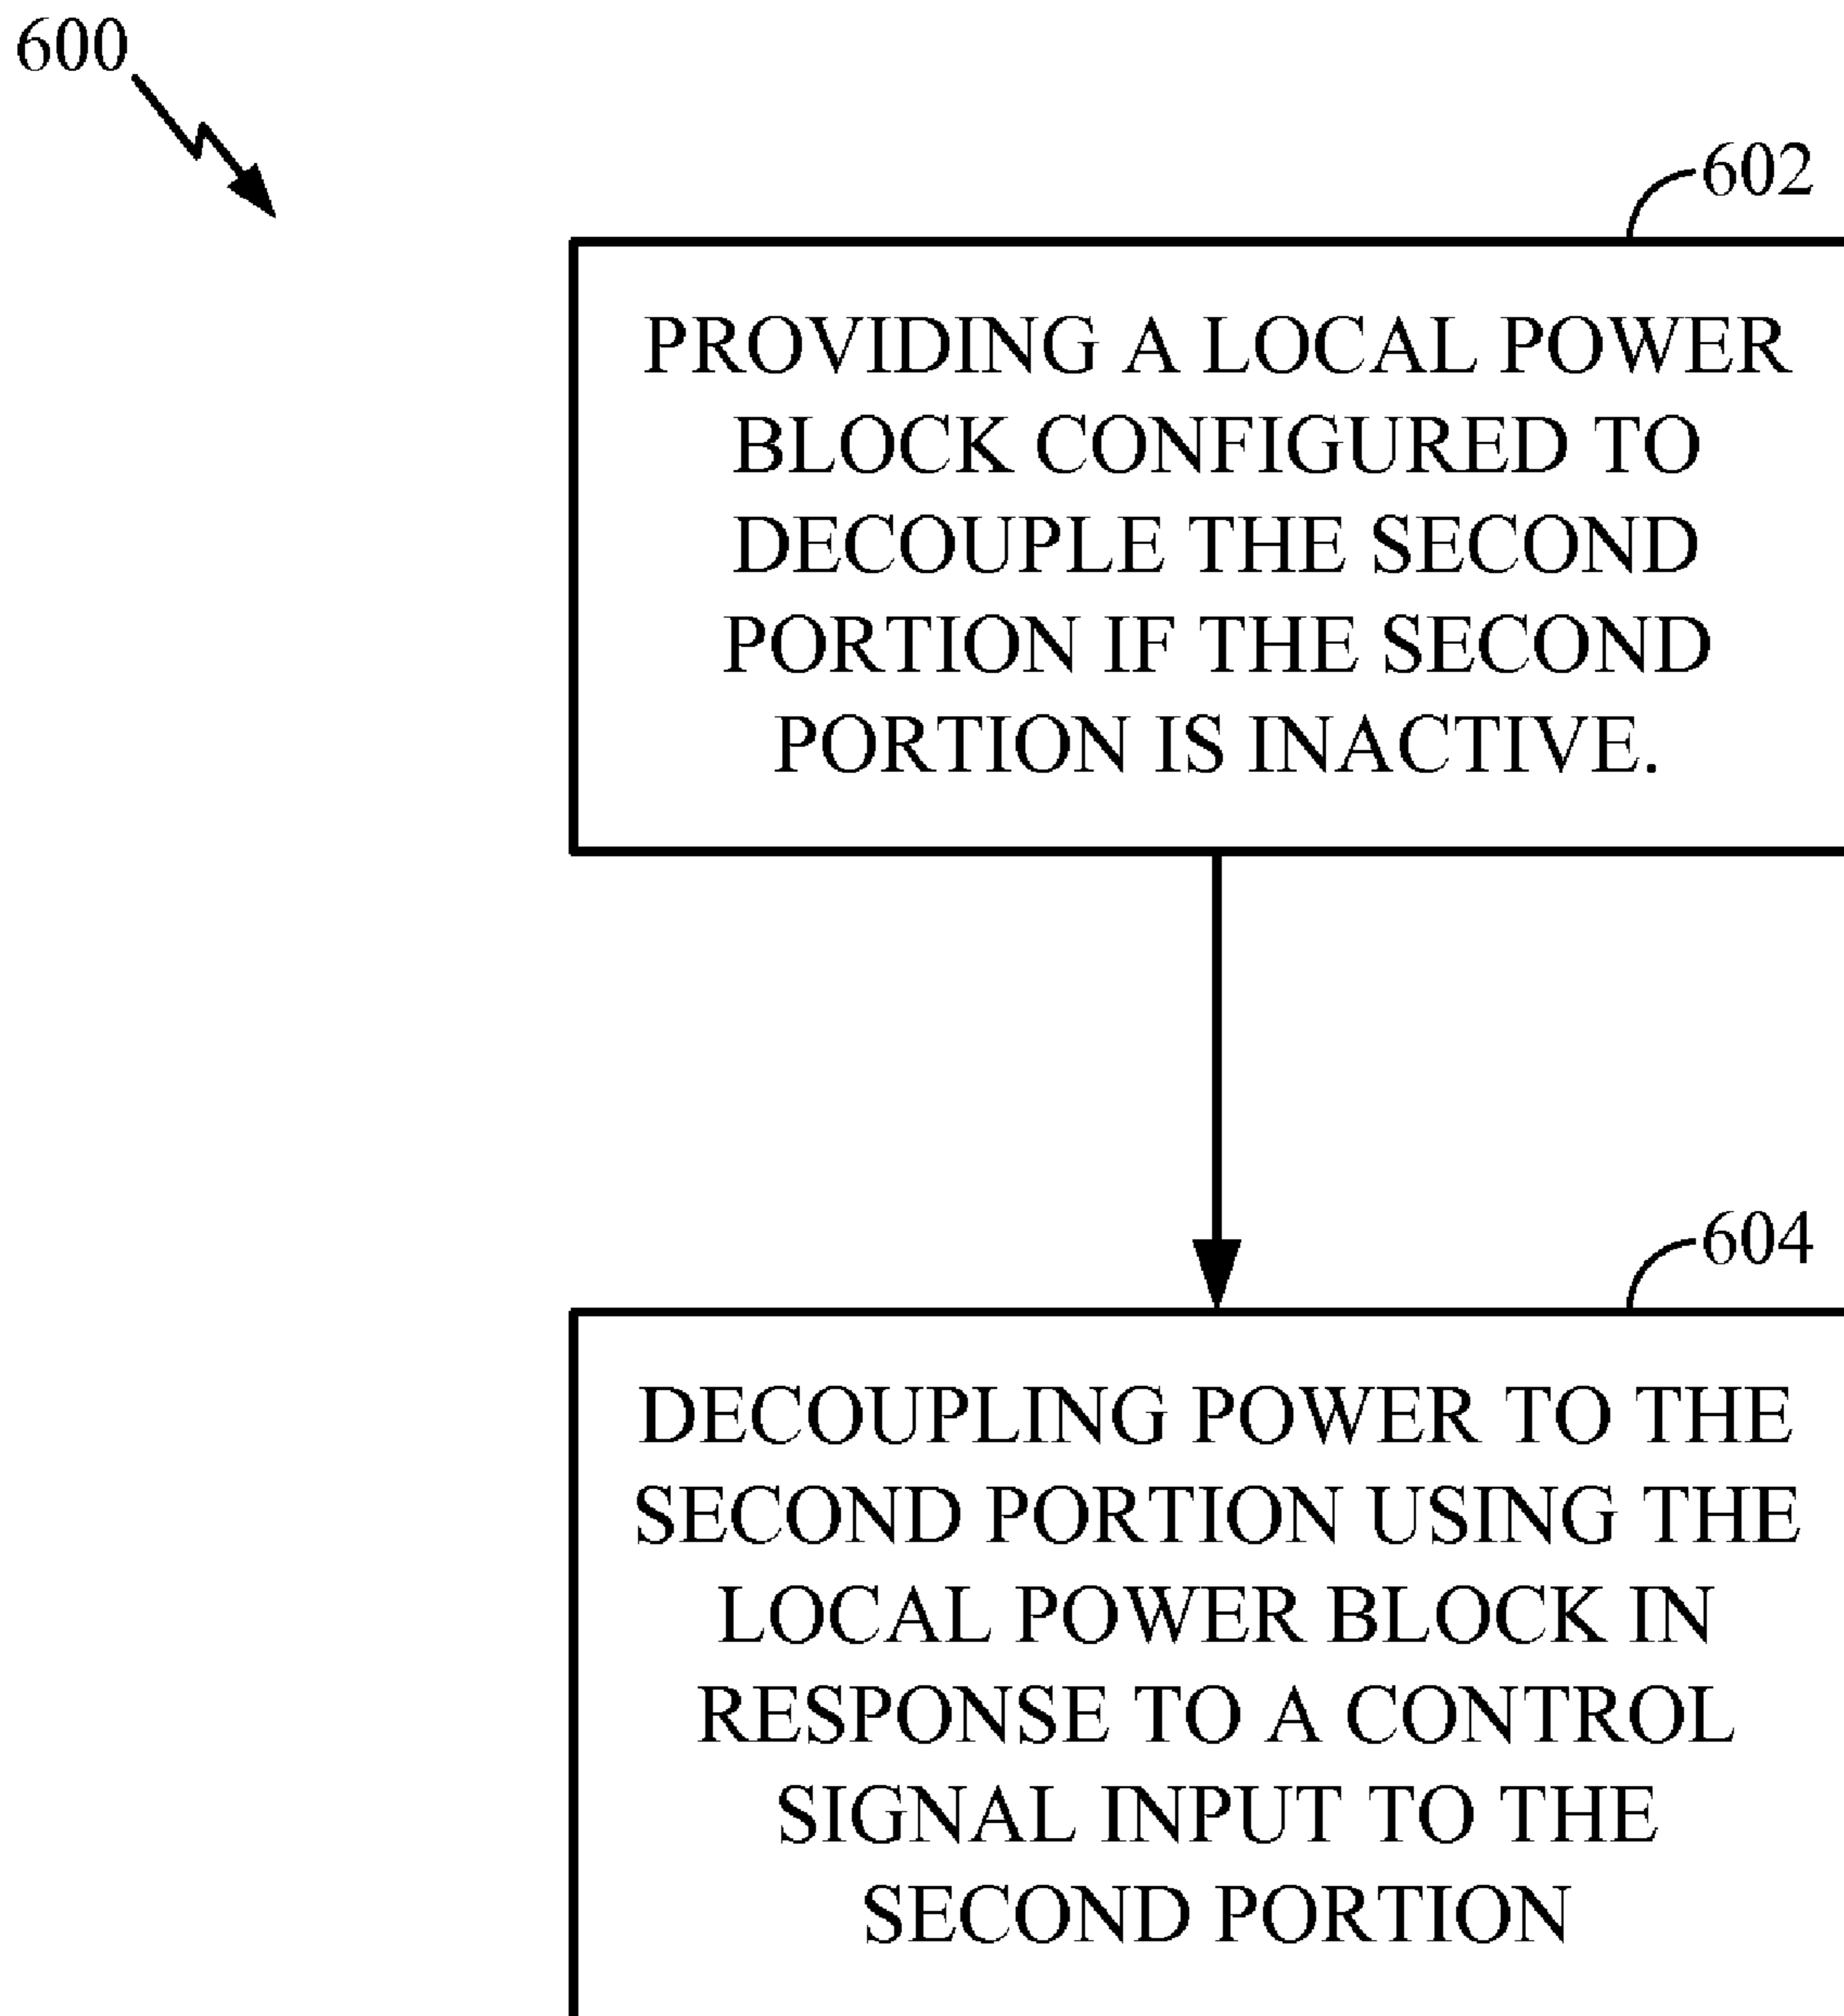 600
602
PROVIDING A LOCAL POWER
BLOCK CONFIGURED TO
DECOUPLE THE SECOND
PORTION IF THE SECOND
PORTION IS INACTIVE.
604
DECOUPLING POWER TO THE
SECOND PORTION USING THE
LOCAL POWER BLOCK IN
RESPONSE TO A CONTROL
SIGNAL INPUT TO THE
SECOND PORTION